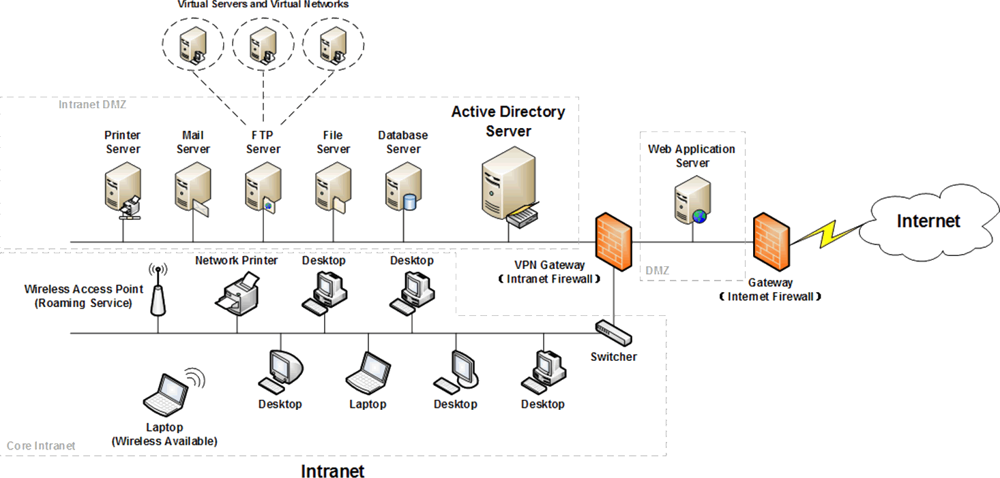 Virtual Servers and Virtual Networks
Intranet DMZ
Active Directory
Server
Printer
Server
Mail
Server
FTP
Server
File
Server
Database
Server
Web Application
Server
Internet
DMZ
VPN Gateway
(Intranet Firewall)
Gateway
(Internet Firewall)
Network Printer
Desktop
Desktop
Wireless Access Point
(Roaming Service)
Switcher
Desktop
Laptop
Desktop
Desktop
Laptop
(Wireless Available)
Core Intranet
Intranet